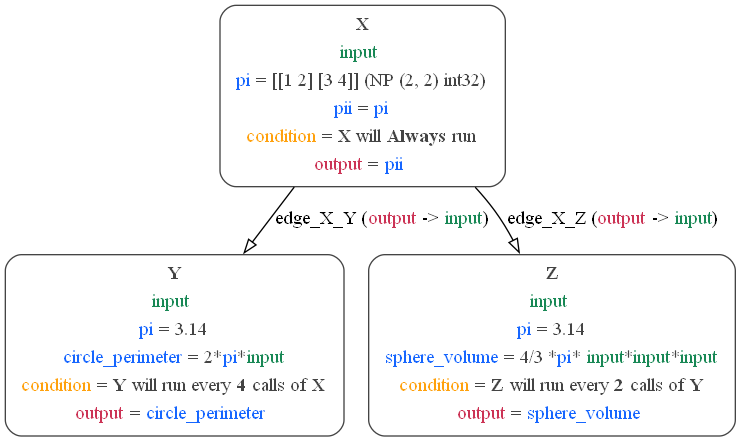 X
input
pi = [[1 2] [3 4]] (NP (2, 2) int32)
pii = pi
condition = X will Always run
output = pii
edge_X_Y (output -> input)
edge_X_Z (output -> input)
Y
input
pi = 3.14
circle_perimeter = 2*pi*input
condition = Y will run every 4 calls of X
output = circle_perimeter
Z
input
pi = 3.14
sphere_volume = 4/3 *pi* input*input*input
condition = Z will run every 2 calls of Y
output = sphere_volume